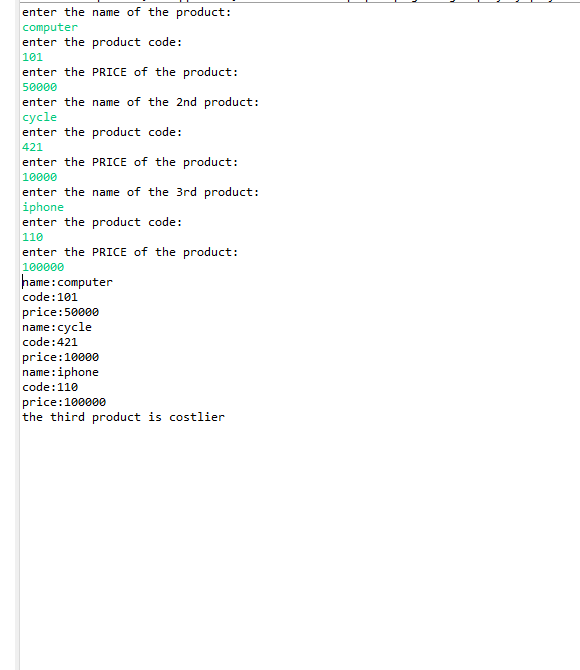 enter the name of the product:
computer
enter the product code:
101
enter the PRICE of the product:
50000
enter the name of the 2nd product:
cycle
enter the product code:
421
enter the PRICE of the product:
10000
enter the name of the 3rd product:
iphone
enter the product code:
110
enter the PRICE of the product:
100000
name:computer
code:101
price:50000
name:cycle
code:421
price:10000
name:iphone
code:110
price:100000
the third product is costlier